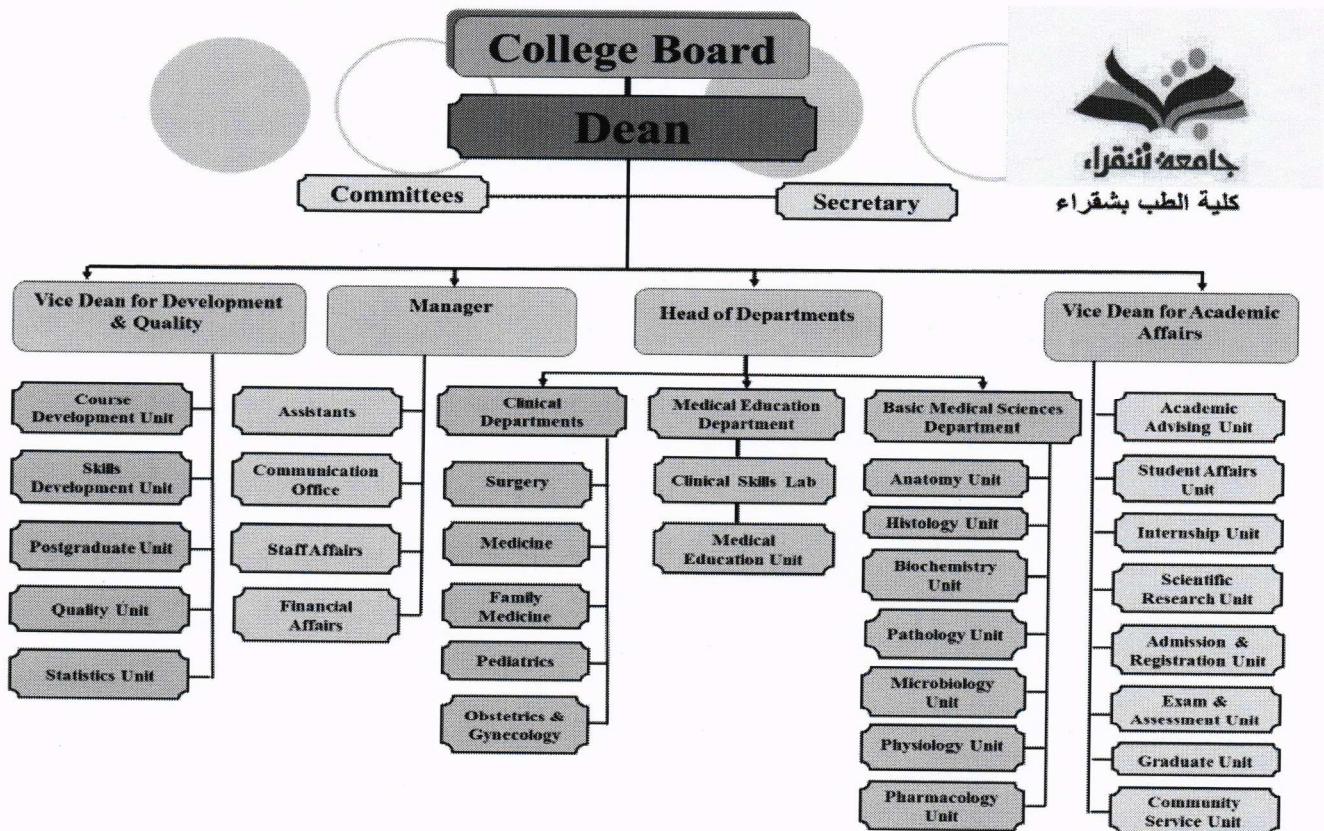 College Board
Dean
جامعة شقراء
كلية الطب بشقراء
Committees
Secretary
Vice Dean for Development
& Quality
Manager
Head of Departments
Vice Dean for Academic
Affairs
Course
Development Unit
Skills
Development Unit
Postgraduate Unit
Quality Unit
Statistics Unit
Assistants
Communication
Office
Staff Affairs
Financial
Affairs
Clinical
Departments
Surgery
Medicine
Family
Medicine
Pediatrics
Obstetrics &
Gynecology
Medical Education
Department
Clinical Skills Lab
Medical
Education Unit
Basic Medical Sciences
Department
Anatomy Unit
Histology Unit
Biochemistry
Unit
Pathology Unit
Microbiology
Unit
Physiology Unit
Pharmacology
Unit
Academic
Advising Unit
Student Affairs
Unit
Internship Unit
Scientific
Research Unit
Admission &
Registration Unit
Exam &
Assessment Unit
Graduate Unit
Community
Service Unit